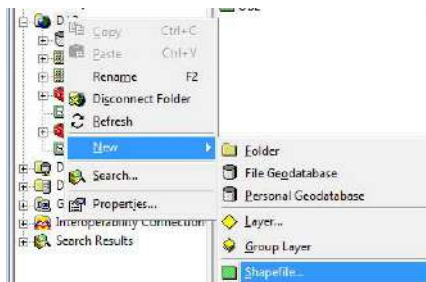 Copy Ctrl+C
Paste Ctrl+V
Rename F2
Disconnect Folder
Refresh
New
Search...
Properties...
Interoperability Connection
Search Results
Folder
File Geodatabase
Personal Geodatabase
Layer...
Group Layer
Shapefile...